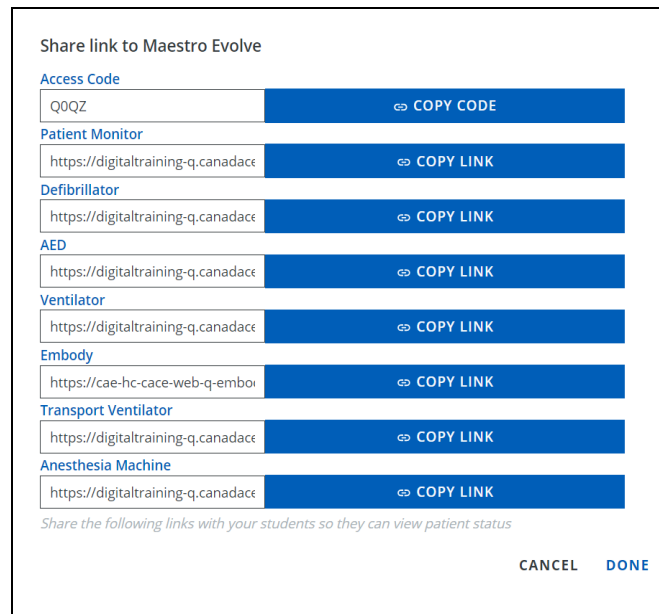 Share link to Maestro Evolve
Access Code
Q0QZ COPY CODE
Patient Monitor
https://digitaltraining-q.canadace COPY LINK
Defibrillator
https://digitaltraining-q.canadace COPY LINK
AED
https://digitaltraining-q.canadace COPY LINK
Ventilator
https://digitaltraining-q.canadace COPY LINK
Embody
https://cae-hc-cace-web-q-embo COPY LINK
Transport Ventilator
https://digitaltraining-q.canadace COPY LINK
Anesthesia Machine
https://digitaltraining-q.canadace COPY LINK
Share the following links with your students so they can view patient status
CANCEL DONE